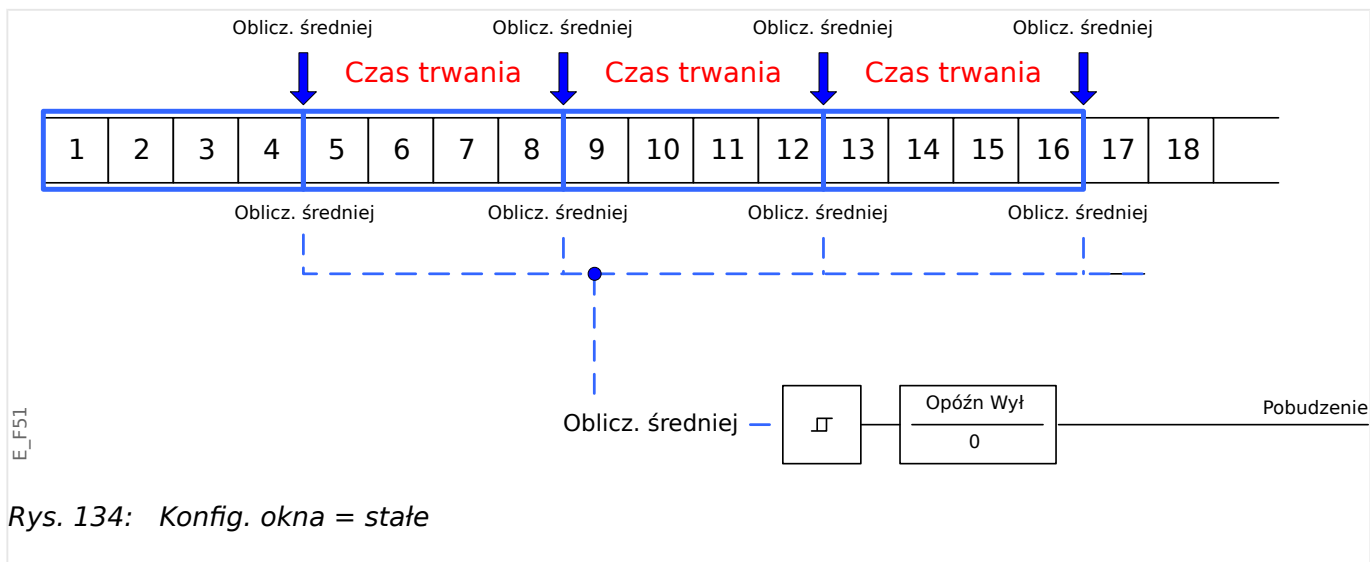 Oblicz. średniej Oblicz. średniej Oblicz. średniej Oblicz. średniej
Czas trwania Czas trwania Czas trwania
1 2 3 4 5 6 7 8 9 10 11 12 13 14 15 16 17 18
Oblicz. średniej Oblicz. średniej Oblicz. średniej Oblicz. średniej
Opóźn Wył
Pobudzenie
Oblicz. średniej
0
E_F51
Rys. 134: Konfig. okna = stałe